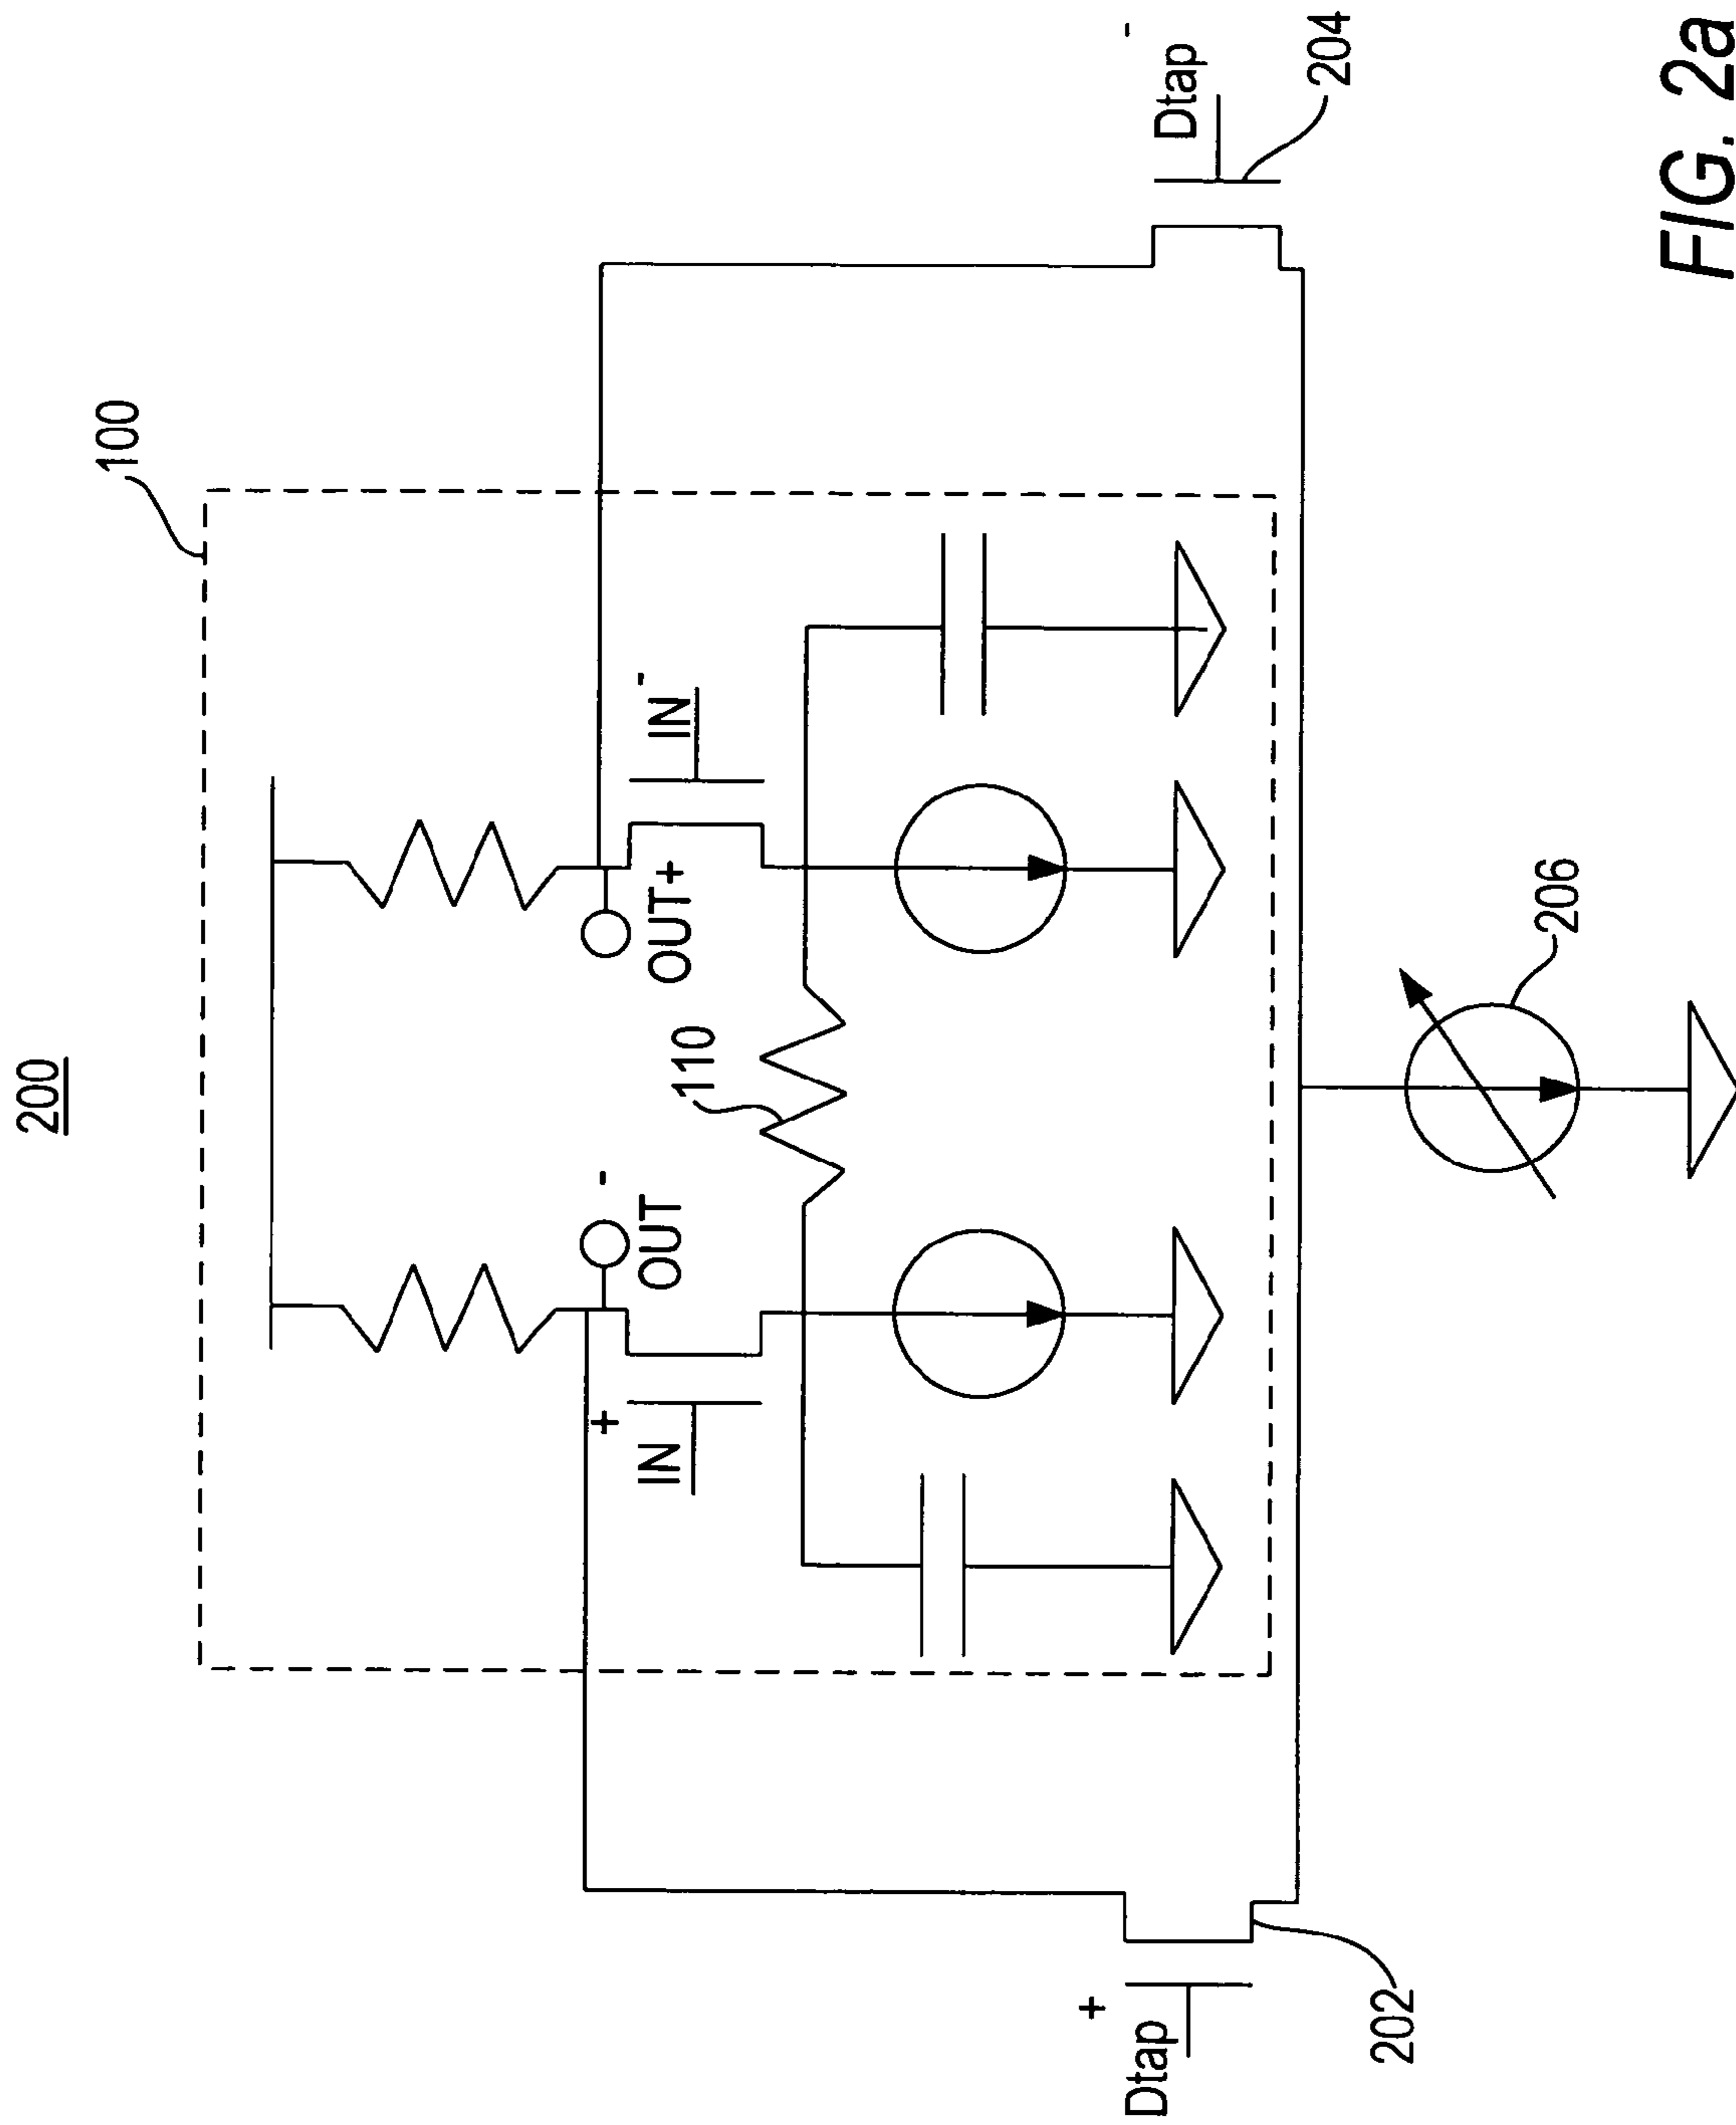 200
100
OUT-
OUT+
IN+
IN-
110
Dtap+
Dtap-
202
204
206
FIG. 2a